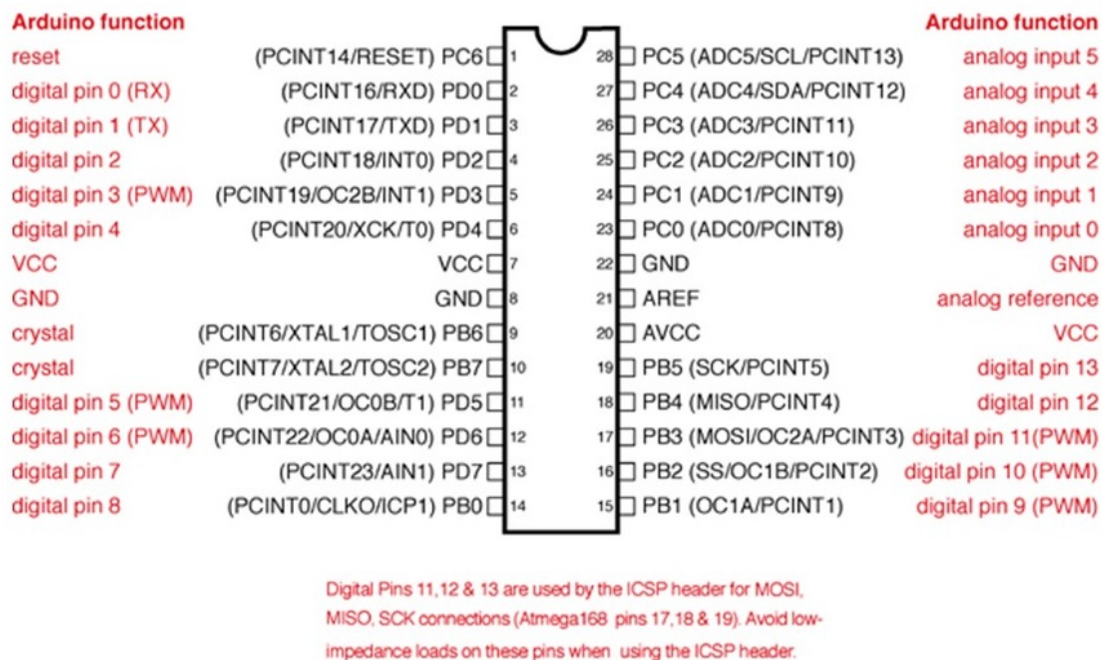 Arduino function Arduino function
reset (PCINT14/RESET) PC6 1 28 PC5 (ADC5/SCL/PCINT13) analog input 5
digital pin 0 (RX) (PCINT16/RXD) PD0 2 27 PC4 (ADC4/SDA/PCINT12) analog input 4
digital pin 1 (TX) (PCINT17/TXD) PD1 3 26 PC3 (ADC3/PCINT11) analog input 3
digital pin 2 (PCINT18/INT0) PD2 4 25 PC2 (ADC2/PCINT10) analog input 2
digital pin 3 (PWM) (PCINT19/OC2B/INT1) PD3 5 24 PC1 (ADC1/PCINT9) analog input 1
digital pin 4 (PCINT20/XCK/T0) PD4 6 23 PC0 (ADC0/PCINT8) analog input 0
VCC VCC 7 22 GND GND
GND GND 8 21 AREF analog reference
crystal (PCINT6/XTAL1/TOSC1) PB6 9 20 AVCC VCC
crystal (PCINT7/XTAL2/TOSC2) PB7 10 19 PB5 (SCK/PCINT5) digital pin 13
digital pin 5 (PWM) (PCINT21/OC0B/T1) PD5 11 18 PB4 (MISO/PCINT4) digital pin 12
digital pin 6 (PWM) (PCINT22/OC0A/AIN0) PD6 12 17 PB3 (MOSI/OC2A/PCINT3) digital pin 11(PWM)
digital pin 7 (PCINT23/AIN1) PD7 13 16 PB2 (SS/OC1B/PCINT2) digital pin 10 (PWM)
digital pin 8 (PCINT0/CLKO/ICP1) PB0 14 15 PB1 (OC1A/PCINT1) digital pin 9 (PWM)
Digital Pins 11,12 & 13 are used by the ICSP header for MOSI,
MISO, SCK connections (Atmega168 pins 17,18 & 19). Avoid low-
impedance loads on these pins when using the ICSP header.